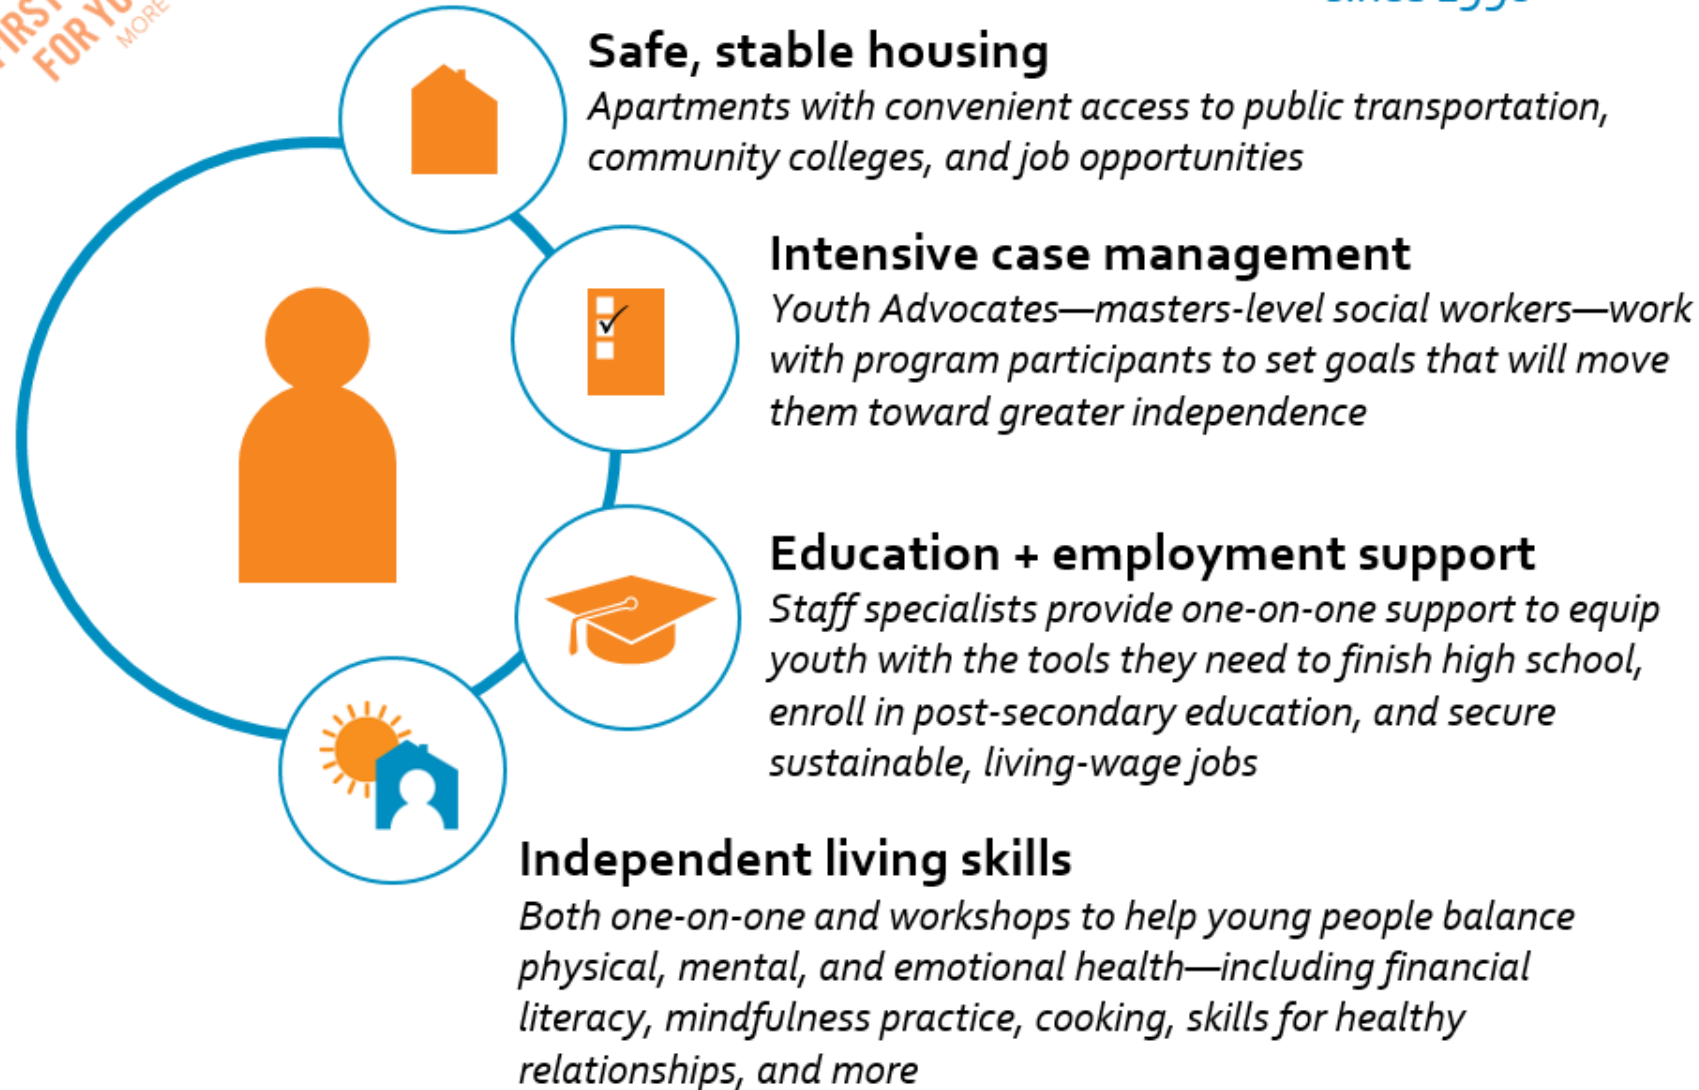 FOR YO
MORE
Safe, stable housing
Apartments with convenient access to public transportation,
community colleges, and job opportunities
Intensive case management
Youth Advocates—masters-level social workers—work
with program participants to set goals that will move
them toward greater independence
Education + employment support
Staff specialists provide one-on-one support to equip
youth with the tools they need to finish high school,
enroll in post-secondary education, and secure
sustainable, living-wage jobs
Independent living skills
Both one-on-one and workshops to help young people balance
physical, mental, and emotional health—including financial
literacy, mindfulness practice, cooking, skills for healthy
relationships, and more